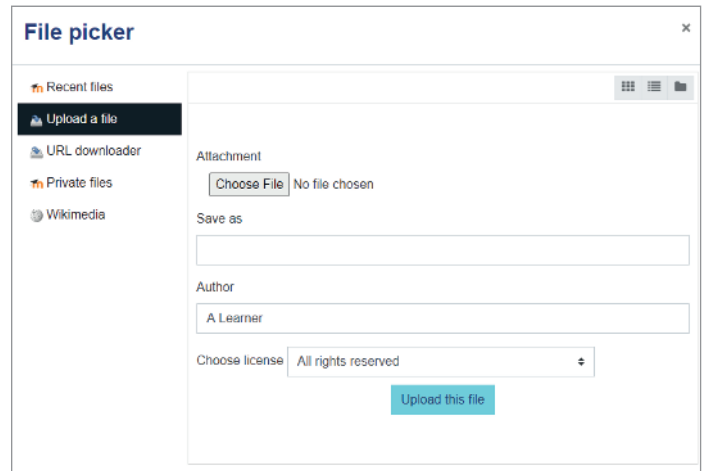 File picker
×
Recent files
Upload a file
URL downloader
Private files
Wikimedia
Attachment
Choose File No file chosen
Save as
Author
A Learner
Choose license All rights reserved
Upload this file